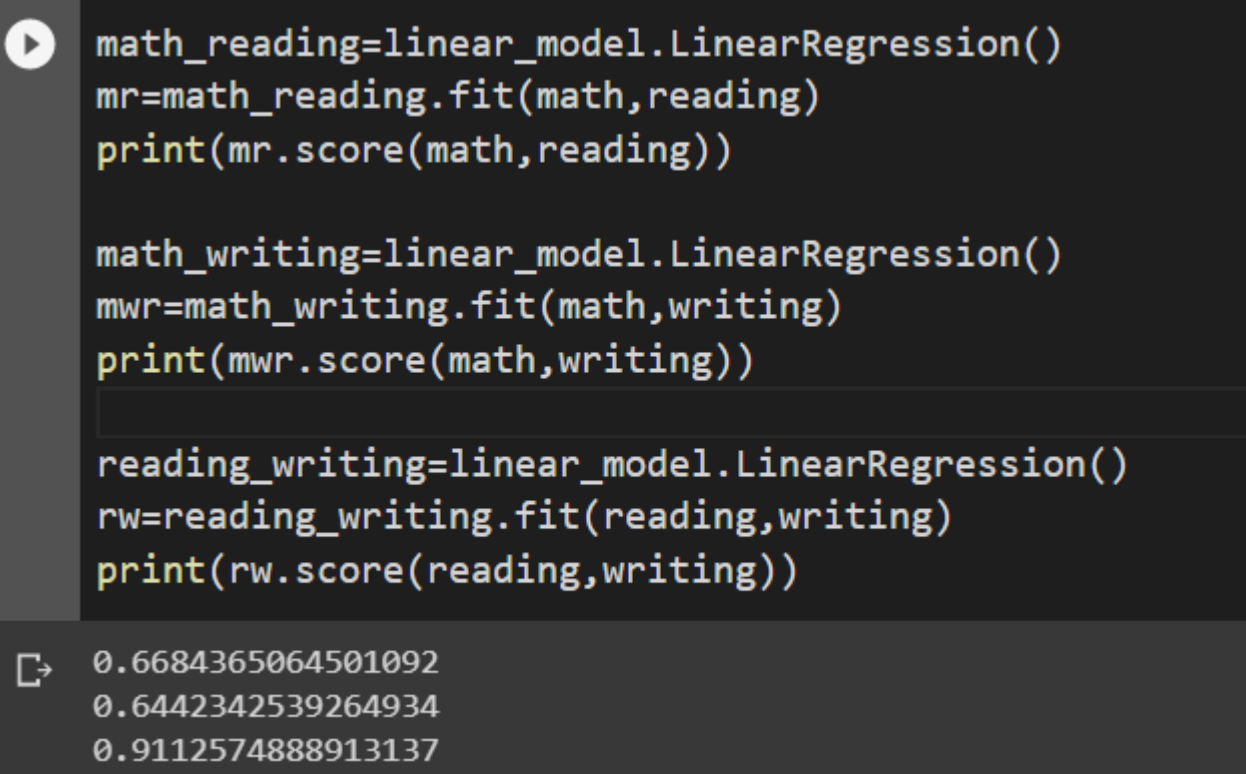 math_reading=linear_model.LinearRegression()
mr=math_reading.fit(math,reading)
print(mr.score(math,reading))
math_writing=linear_model.LinearRegression()
mwr=math_writing.fit(math,writing)
print(mwr.score(math,writing))
reading_writing=linear_model.LinearRegression()
rw=reading_writing.fit(reading,writing)
print(rw.score(reading,writing))
0.6684365064501092
0.6442342539264934
0.91125748889​13137